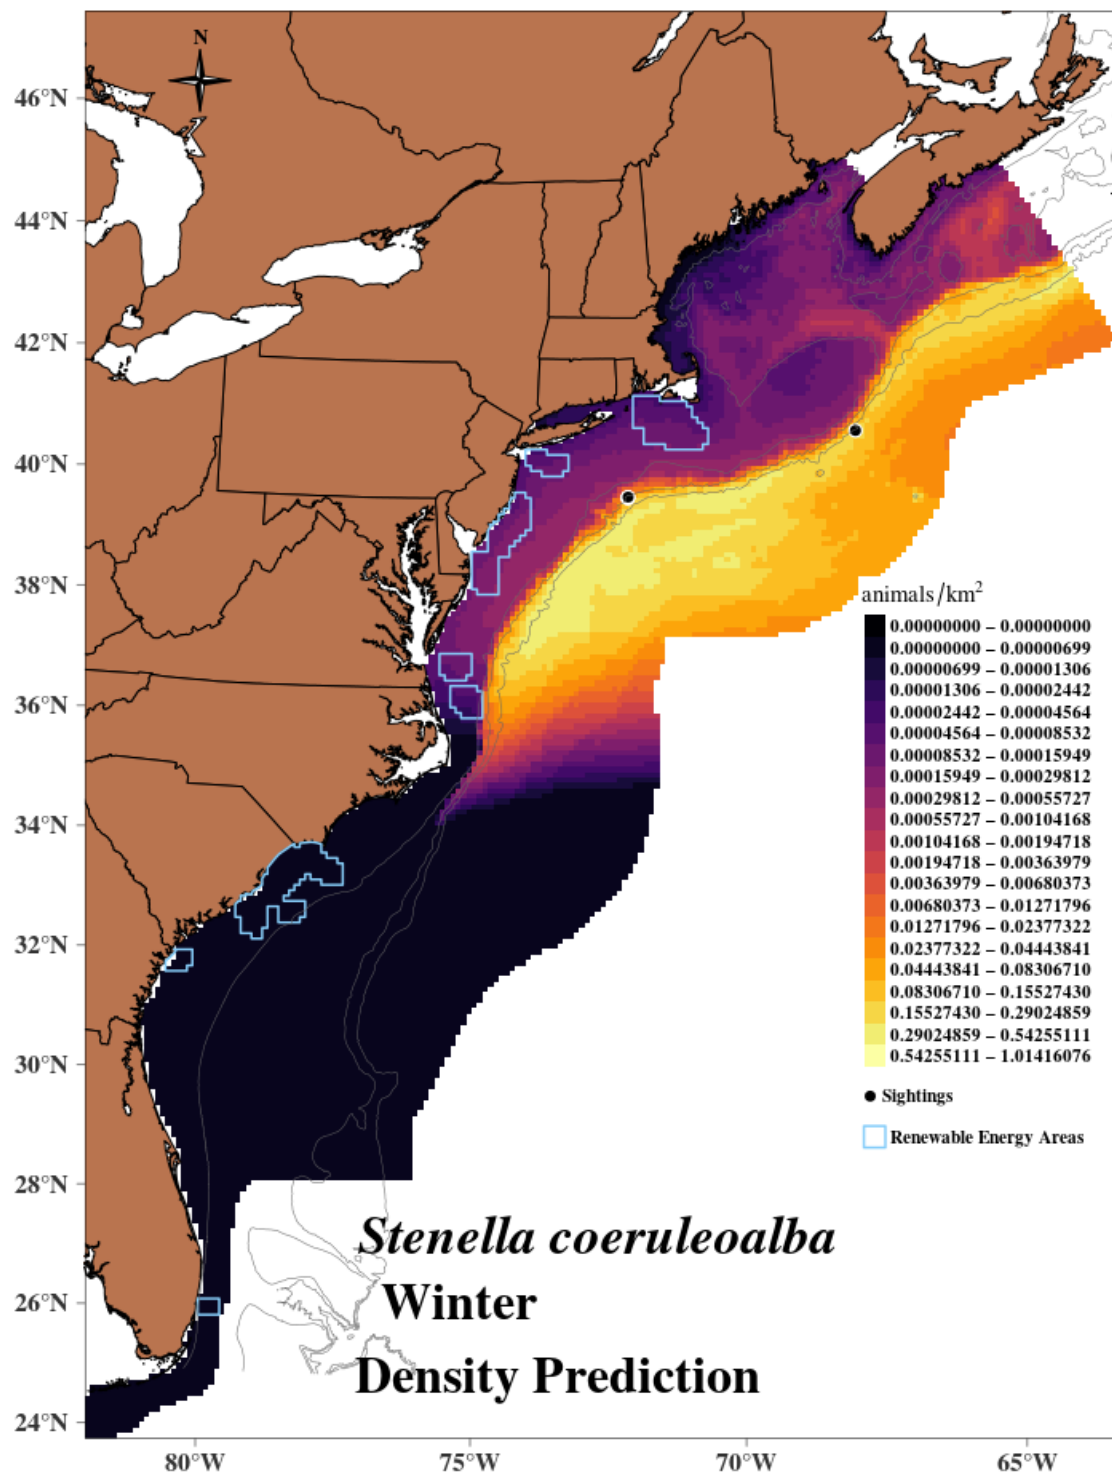 N
46°N
44°N
42°N
40°N
38°N
36°N
34°N
32°N
30°N
28°N
26°N
24°N
80°W
75°W
70°W
65°W
animals/km²
0.00000000 – 0.00000000
0.00000000 – 0.00000699
0.00000699 – 0.00001306
0.00001306 – 0.00002442
0.00002442 – 0.00004564
0.00004564 – 0.00008532
0.00008532 – 0.00015949
0.00015949 – 0.00029812
0.00029812 – 0.00055727
0.00055727 – 0.00104168
0.00104168 – 0.00194718
0.00194718 – 0.00363979
0.00363979 – 0.00680373
0.00680373 – 0.01271796
0.01271796 – 0.02377322
0.02377322 – 0.04443841
0.04443841 – 0.08306710
0.08306710 – 0.15527430
0.15527430 – 0.29024859
0.29024859 – 0.54255111
0.54255111 – 1.01416076
Sightings
Renewable Energy Areas
Stenella coeruleoalba
Winter
Density Prediction